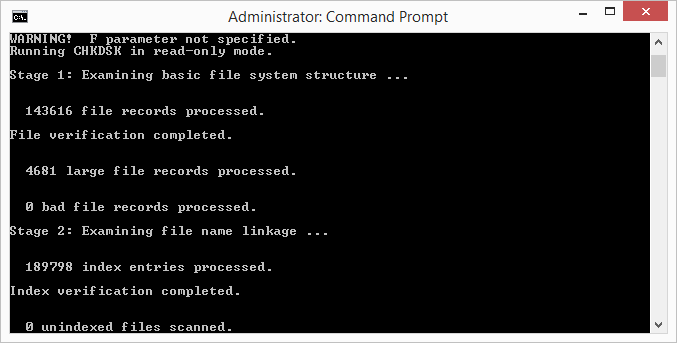 Administrator: Command Prompt
C:\.
WARNING!  F parameter not specified.
Running CHKDSK in read-only mode.
Stage 1: Examining basic file system structure ...
143616 file records processed.
File verification completed.
4681 large file records processed.
0 bad file records processed.
Stage 2: Examining file name linkage ...
189798 index entries processed.
Index verification completed.
0 unindexed files scanned.